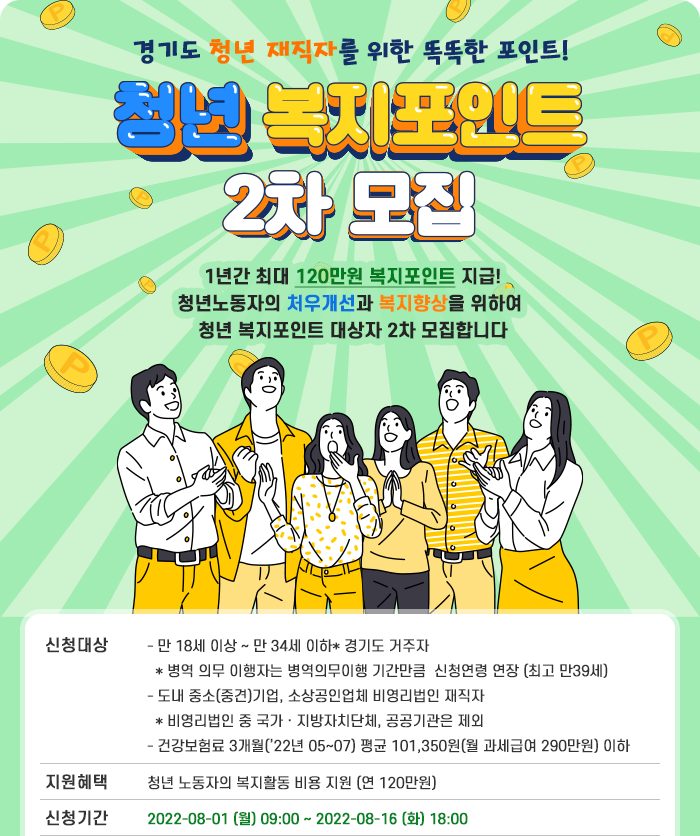 경기도 청년 재직자를 위한 똑똑한 포인트!
청년 복지포인트
2차 모집
1년간 최대 120만원 복지포인트 지급!
청년노동자의 처우개선과 복지향상을 위하여
청년 복지포인트 대상자 2차 모집합니다
신청대상
- 만 18세 이상 ~ 만 34세 이하* 경기도 거주자
* 병역 의무 이행자는 병역의무이행 기간만큼 신청연령 연장 (최고 만39세)
- 도내 중소(중견)기업, 소상공인업체 비영리법인 재직자
* 비영리법인 중 국가 · 지방자치단체, 공공기관은 제외
- 건강보험료 3개월('22년 05~07) 평균 101,350원(월 과세급여 290만원) 이하
지원혜택
청년 노동자의 복지활동 비용 지원 (연 120만원)
신청기간
2022-08-01 (월) 09:00 ~ 2022-08-16 (화) 18:00